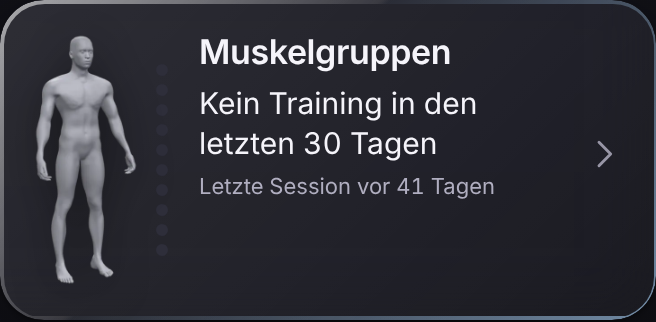 Muskelgruppen
Kein Training in den
letzten 30 Tagen
Letzte Session vor 41 Tagen